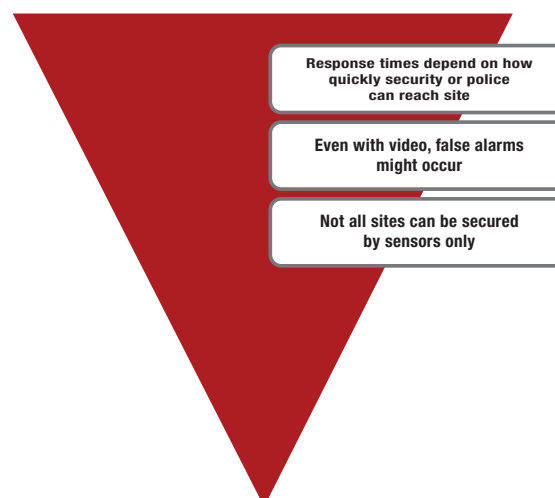 Response times depend on how
quickly security or police
can reach site
Even with video, false alarms
might occur
Not all sites can be secured
by sensors only